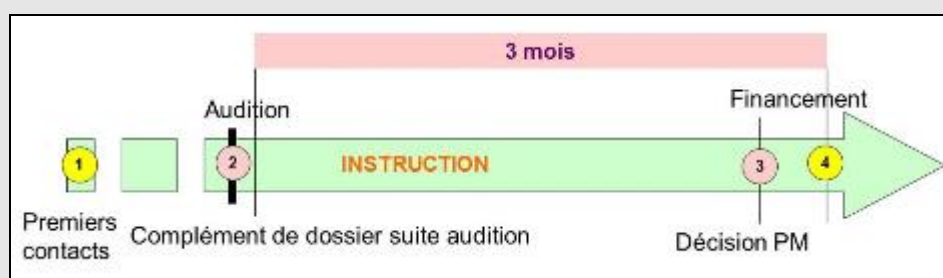 3 mois
Audition
Financement
1
2
INSTRUCTION
3
4
Premiers
contacts
Complément de dossier suite audition
Décision PM